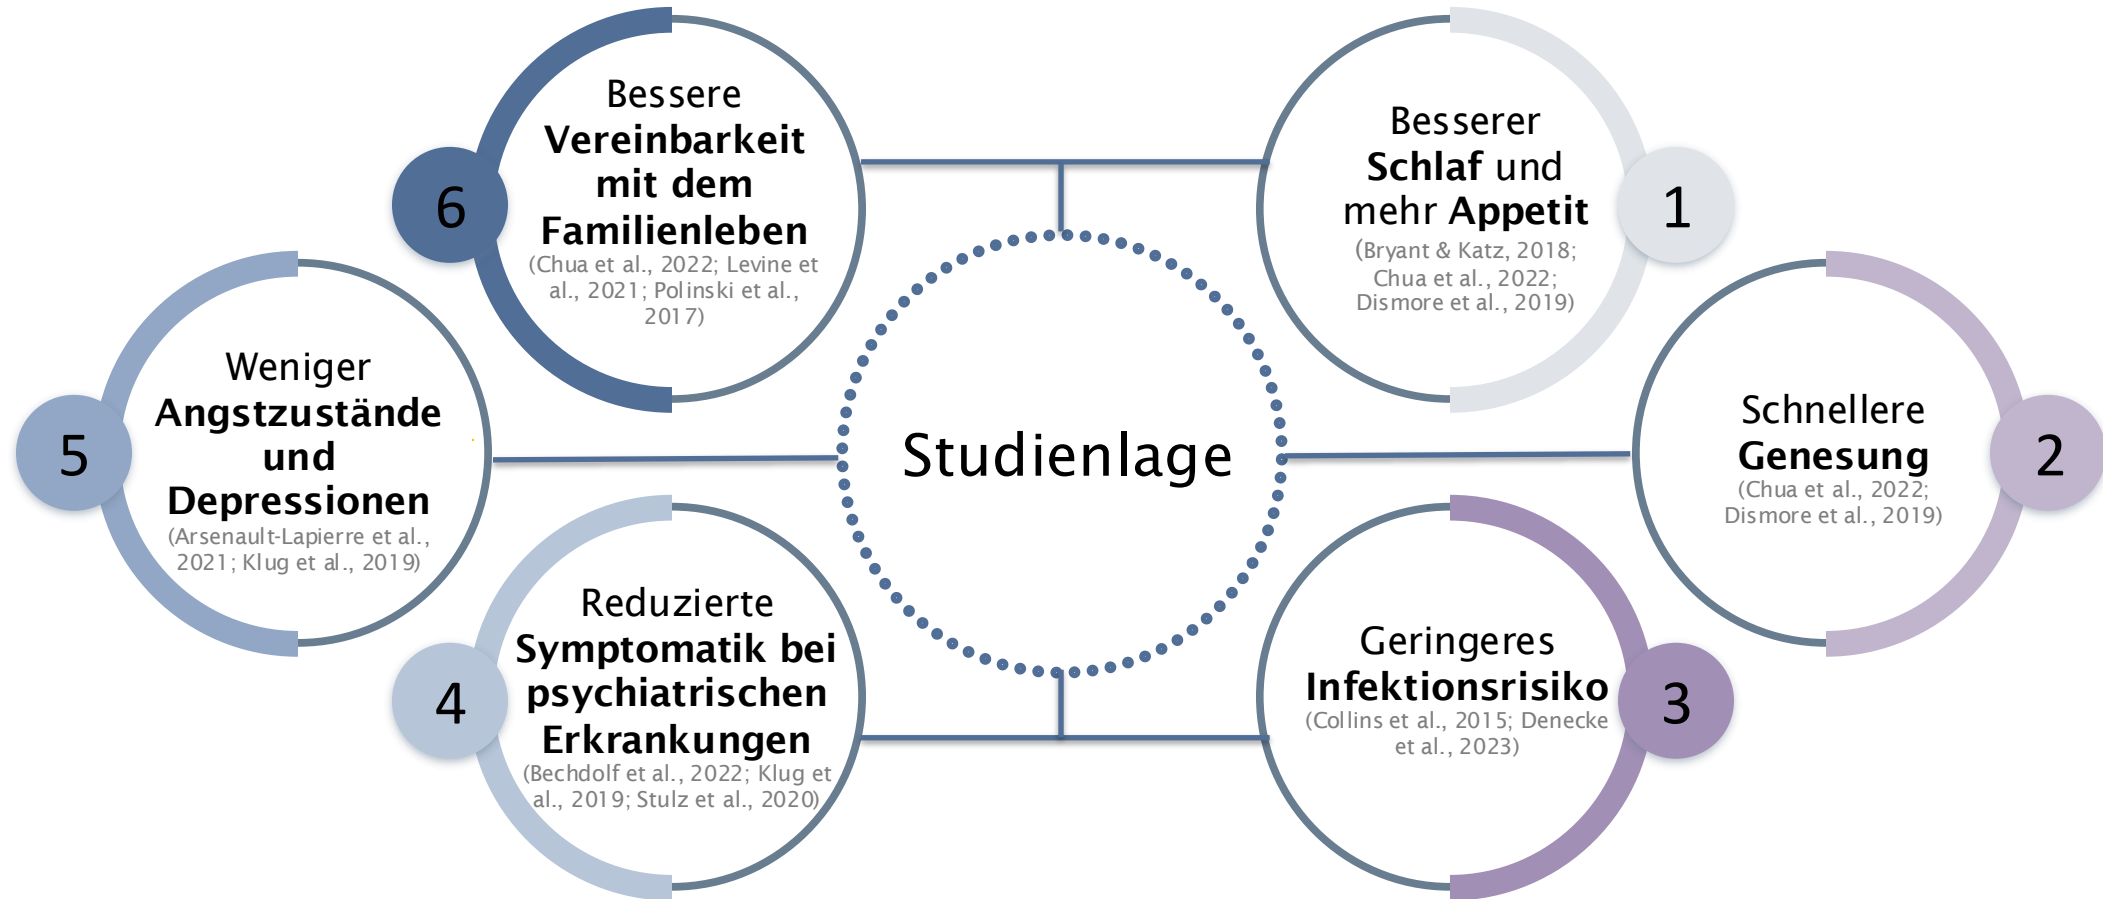 Studienlage
1
Besserer
Schlaf und
mehr Appetit
(Bryant & Katz, 2018;
Chua et al., 2022;
Dismore et al., 2019)
2
Schnellere
Genesung
(Chua et al., 2022;
Dismore et al., 2019)
3
Geringeres
Infektionsrisiko
(Collins et al., 2015; Denecke
et al., 2023)
4
Reduzierte
Symptomatik bei
psychiatrischen
Erkrankungen
(Bechdolf et al., 2022; Klug et
al., 2019; Stulz et al., 2020)
5
Weniger
Angstzustände
und
Depressionen
(Arsenault-Lapierre et al.,
2021; Klug et al., 2019)
6
Bessere
Vereinbarkeit
mit dem
Familienleben
(Chua et al., 2022; Levine et
al., 2021; Polinski et al.,
2017)